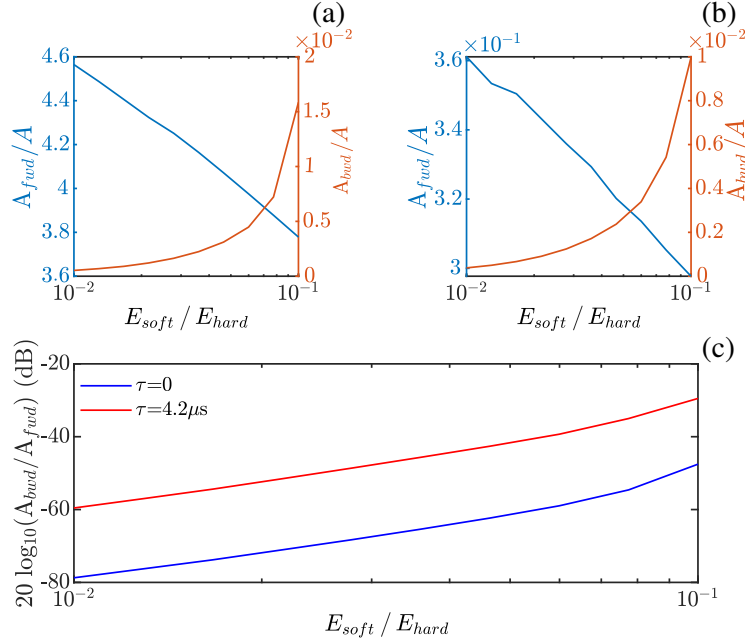 (a)
×10⁻²
4.6
4.4
4.2
4
3.8
3.6
A_fwd/A
2
1.5
1
0.5
0
A_bwd/A
10⁻² 10⁻¹
E_soft / E_hard
(b)
×10⁻¹
×10⁻²
3.6
3.4
3.2
3
A_fwd/A
1
0.8
0.6
0.4
0.2
0
A_bwd/A
10⁻² 10⁻¹
E_soft / E_hard
(c)
-20
-40
-60
-80
20 log₁₀(A_bwd/A_fwd) (dB)
τ=0
τ=4.2μs
10⁻² 10⁻¹
E_soft / E_hard